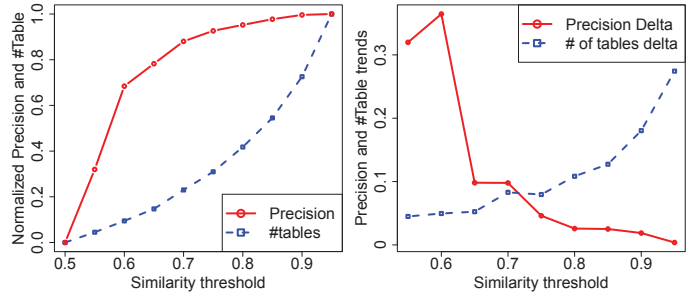 Normalized Precision and #Table
1.0
0.8
0.6
0.4
0.2
0.0
0.5 0.6 0.7 0.8 0.9
Similarity threshold
Precision
#tables
Precision and #Table trends
0.3
0.2
0.1
0
0.6 0.7 0.8 0.9
Similarity threshold
Precision Delta
# of tables delta